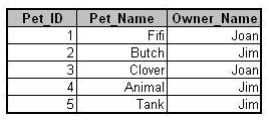 Pet_ID Pet_Name Owner_Name
1 Fifi Joan
2 Butch Jim
3 Clover Joan
4 Animal Jim
5 Tank Jim